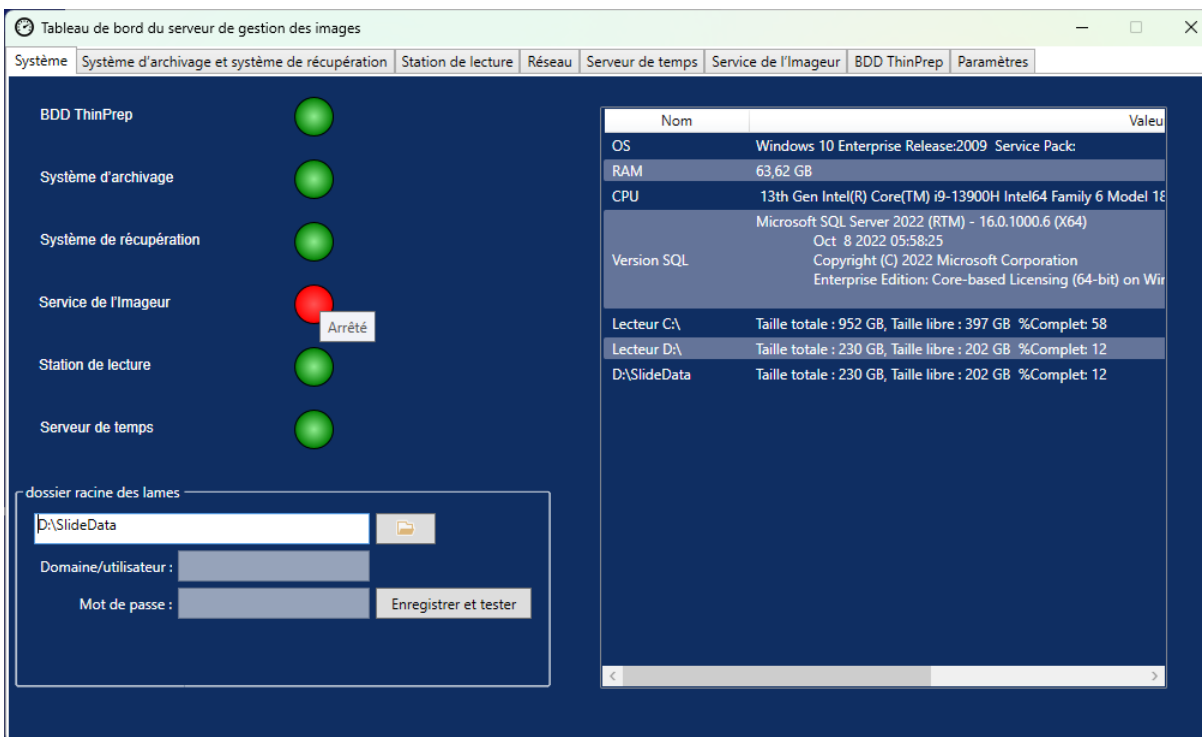 Tableau de bord du serveur de gestion des images
Système Système d'archivage et système de récupération Station de lecture Réseau Serveur de temps Service de l'Imageur BDD ThinPrep Paramètres
BDD ThinPrep
Système d'archivage
Système de récupération
Service de l'Imageur
Arrêté
Station de lecture
Serveur de temps
dossier racine des lames
D:\SlideData
Domaine/utilisateur :
Mot de passe :
Enregistrer et tester
Nom Valeu
OS Windows 10 Enterprise Release:2009 Service Pack:
RAM 63,62 GB
CPU 13th Gen Intel(R) Core(TM) i9-13900H Intel64 Family 6 Model 18
Version SQL
Microsoft SQL Server 2022 (RTM) - 16.0.1000.6 (X64)
Oct 8 2022 05:58:25
Copyright (C) 2022 Microsoft Corporation
Enterprise Edition: Core-based Licensing (64-bit) on Wir
Lecteur C:\ Taille totale : 952 GB, Taille libre : 397 GB %Complet: 58
Lecteur D:\ Taille totale : 230 GB, Taille libre : 202 GB %Complet: 12
D:\SlideData Taille totale : 230 GB, Taille libre : 202 GB %Complet: 12